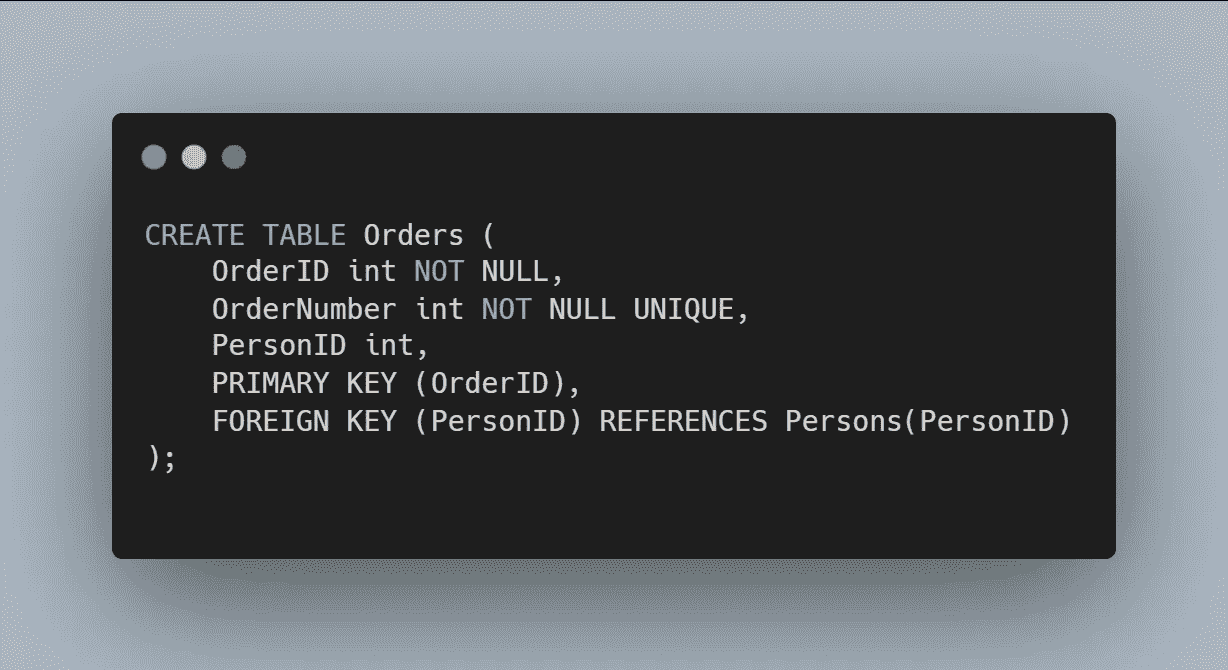 CREATE TABLE Orders (
    OrderID int NOT NULL,
    OrderNumber int NOT NULL UNIQUE,
    PersonID int,
    PRIMARY KEY (OrderID),
    FOREIGN KEY (PersonID) REFERENCES Persons(PersonID)
);